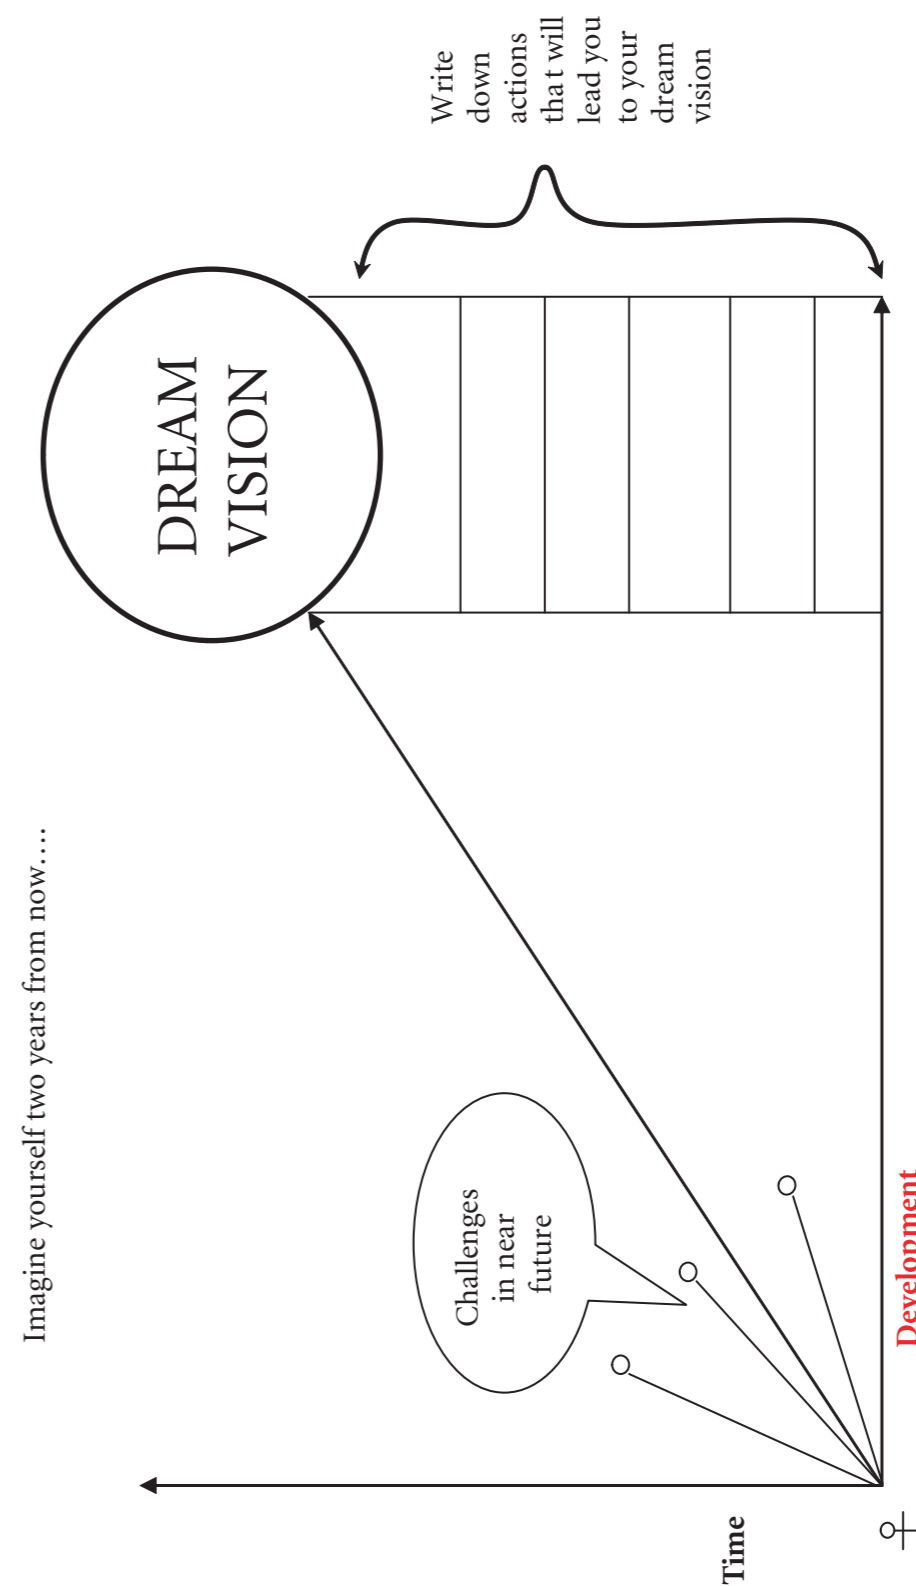 Imagine yourself two years from now….
DREAM
VISION
Write
down
actions
that will
lead you
to your
dream
vision
Challenges
in near
future
Time
Development